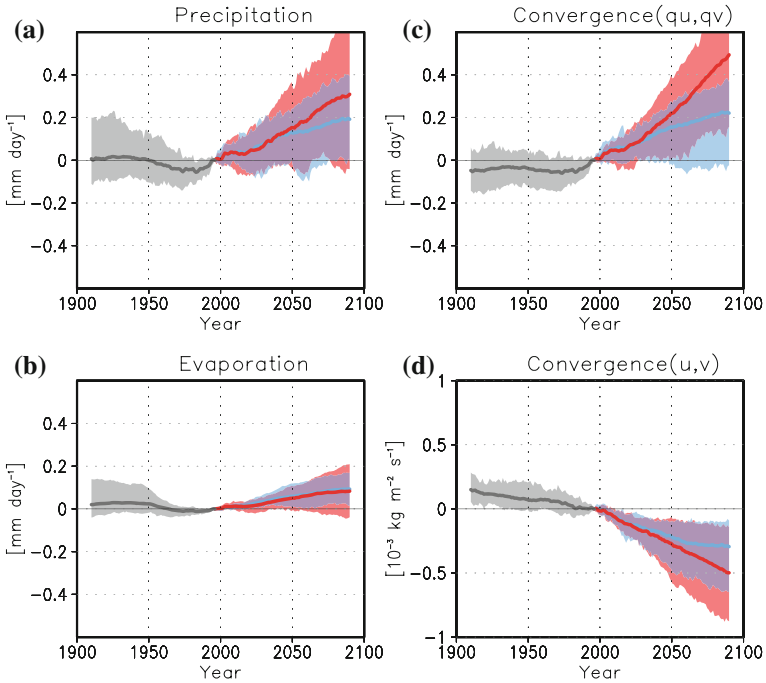 (a) Precipitation
[mm day⁻¹]
0.4
0.2
0
−0.2
−0.4
1900 1950 2000 2050 2100
Year
(c) Convergence(qu,qv)
[mm day⁻¹]
0.4
0.2
0
−0.2
−0.4
1900 1950 2000 2050 2100
Year
(b) Evaporation
[mm day⁻¹]
0.4
0.2
0
−0.2
−0.4
1900 1950 2000 2050 2100
Year
(d) Convergence(u,v)
[10⁻³ kg m⁻² s⁻¹]
1
0.5
0
−0.5
−1
1900 1950 2000 2050 2100
Year